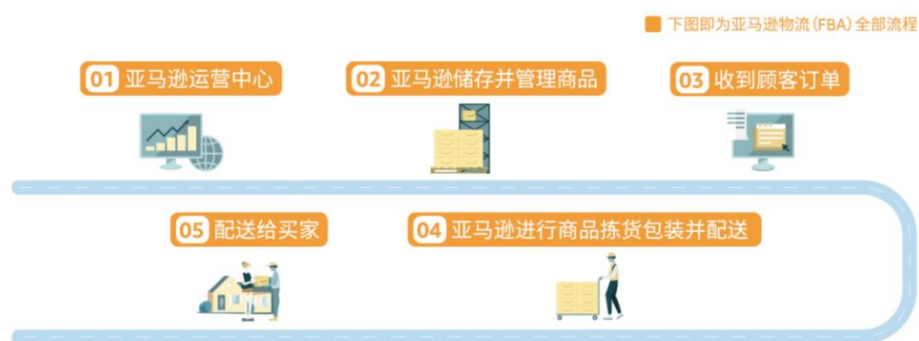 下图即为亚马逊物流(FBA)全部流程
01 亚马逊运营中心
02 亚马逊储存并管理商品
03 收到顾客订单
04 亚马逊进行商品拣货包装并配送
05 配送给买家